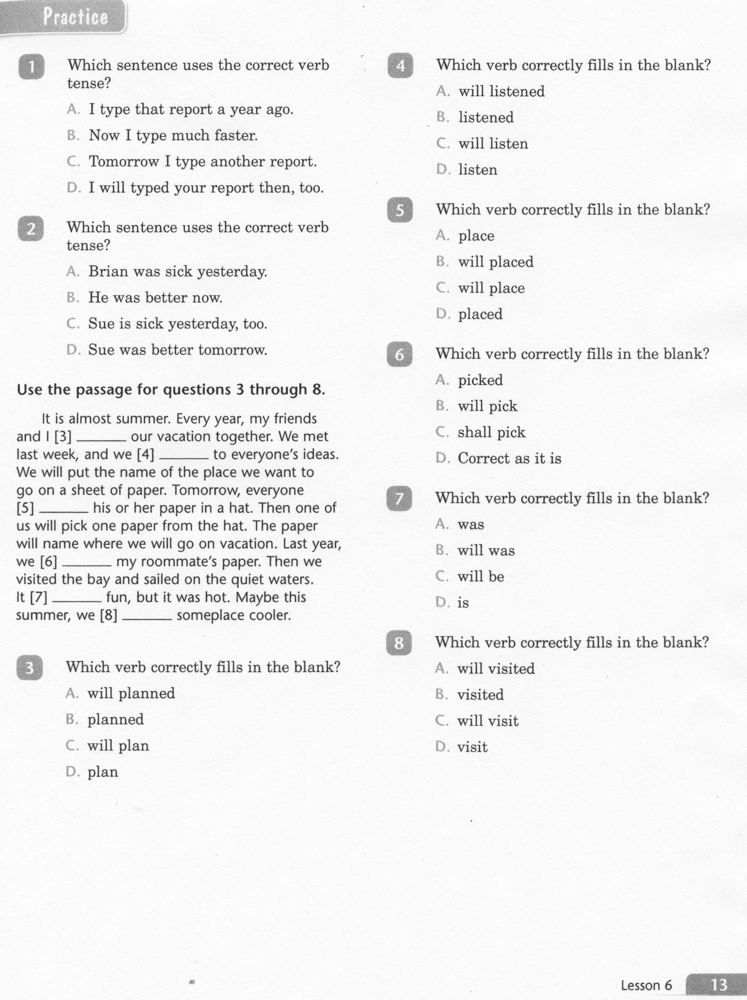 Practice
1 Which sentence uses the correct verb
tense?
A. I type that report a year ago.
B. Now I type much faster.
C. Tomorrow I type another report.
D. I will typed your report then, too.
2 Which sentence uses the correct verb
tense?
A. Brian was sick yesterday.
B. He was better now.
C. Sue is sick yesterday, too.
D. Sue was better tomorrow.
Use the passage for questions 3 through 8.
It is almost summer. Every year, my friends
and I [3] ______ our vacation together. We met
last week, and we [4] ______ to everyone's ideas.
We will put the name of the place we want to
go on a sheet of paper. Tomorrow, everyone
[5] ______ his or her paper in a hat. Then one of
us will pick one paper from the hat. The paper
will name where we will go on vacation. Last year,
we [6] ______ my roommate's paper. Then we
visited the bay and sailed on the quiet waters.
It [7] ______ fun, but it was hot. Maybe this
summer, we [8] ______ someplace cooler.
3 Which verb correctly fills in the blank?
A. will planned
B. planned
C. will plan
D. plan
4 Which verb correctly fills in the blank?
A. will listened
B. listened
C. will listen
D. listen
5 Which verb correctly fills in the blank?
A. place
B. will placed
C. will place
D. placed
6 Which verb correctly fills in the blank?
A. picked
B. will pick
C. shall pick
D. Correct as it is
7 Which verb correctly fills in the blank?
A. was
B. will was
C. will be
D. is
8 Which verb correctly fills in the blank?
A. will visited
B. visited
C. will visit
D. visit
Lesson 6 13